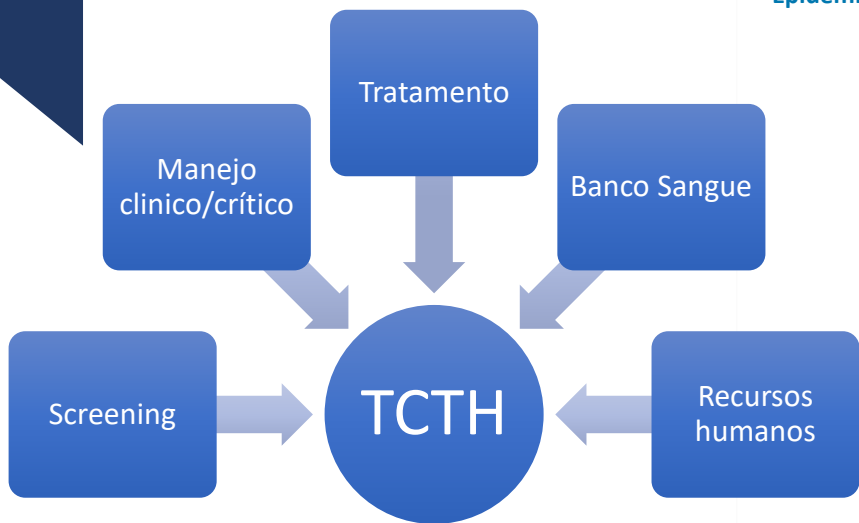 Tratamento
Manejo
clinico/crítico
Banco Sangue
Screening
TCTH
Recursos
humanos